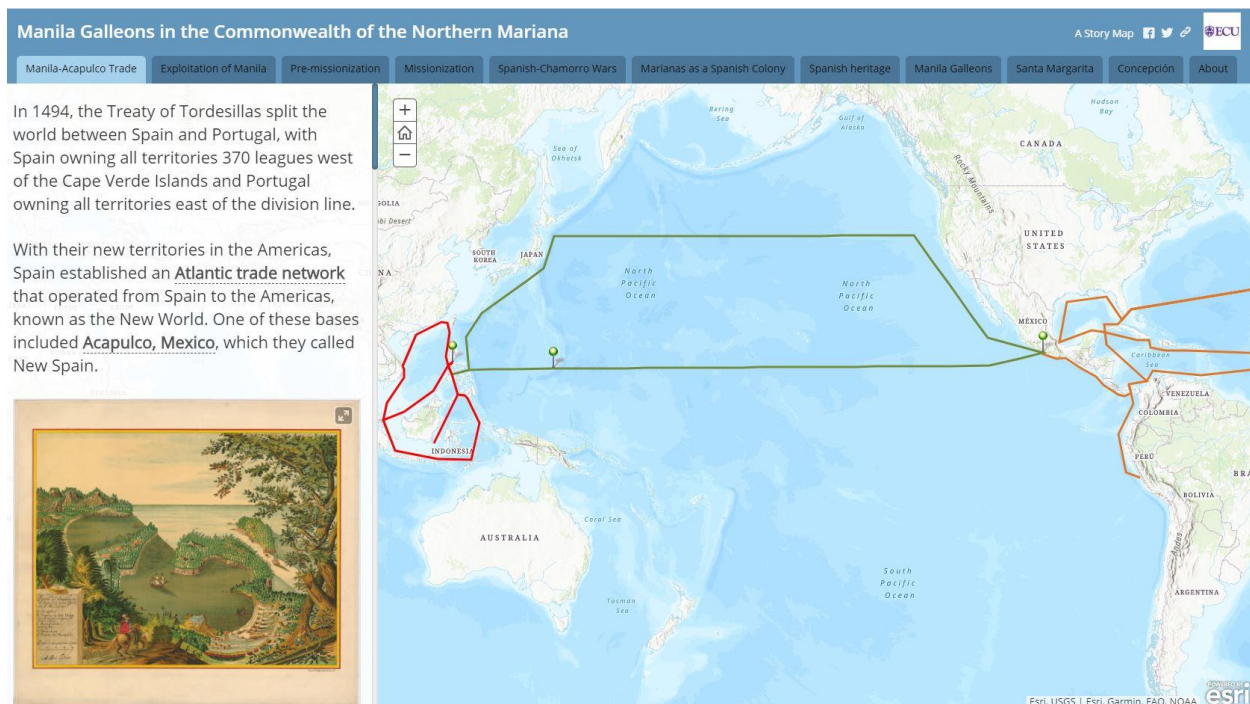 Manila Galleons in the Commonwealth of the Northern Mariana
A Story Map
ECU
Manila-Acapulco Trade
Exploitation of Manila
Pre-missionization
Missionization
Spanish-Chamorro Wars
Marianas as a Spanish Colony
Spanish heritage
Manila Galleons
Santa Margarita
Concepción
About
In 1494, the Treaty of Tordesillas split the
world between Spain and Portugal, with
Spain owning all territories 370 leagues west
of the Cape Verde Islands and Portugal
owning all territories east of the division line.
With their new territories in the Americas,
Spain established an Atlantic trade network
that operated from Spain to the Americas,
known as the New World. One of these bases
included Acapulco, Mexico, which they called
New Spain.
+
−
Bering
Sea
Gulf of
Alaska
Hudson
Bay
Sea of
Okhotsk
CANADA
Rocky Mountains
GOLIA
bi Desert
UNITED
STATES
SOUTH
KOREA
JAPAN
NA
North
Pacific
Ocean
North
Pacific
Ocean
MÉXICO
Caribbean
Sea
VENEZUELA
COLOMBIA
INDONESIA
PERÚ
BRA
BOLIVIA
Coral Sea
AUSTRALIA
Andes
South
Pacific
Ocean
ARGENTINA
Tasman
Sea
POWERED BY
esri
Esri, USGS | Esri, Garmin, FAO, NOAA